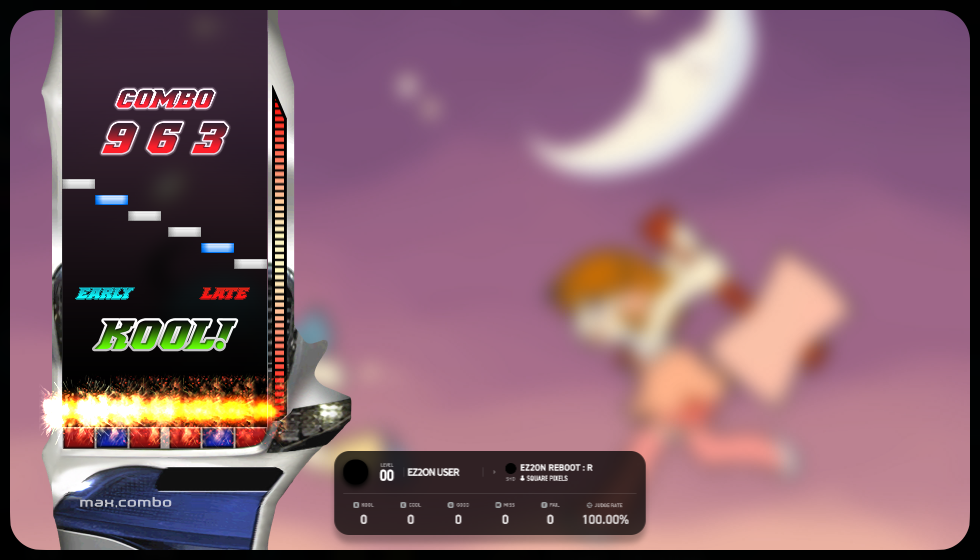 COMBO
963
EARLY LATE
KOOL!
max.combo
LEVEL
00 EZ2ON USER
EZ2ON REBOOT : R
SQUARE PIXELS
KOOL COOL GOOD MISS FAIL JUDGE RATE
0 0 0 0 0 100.00%